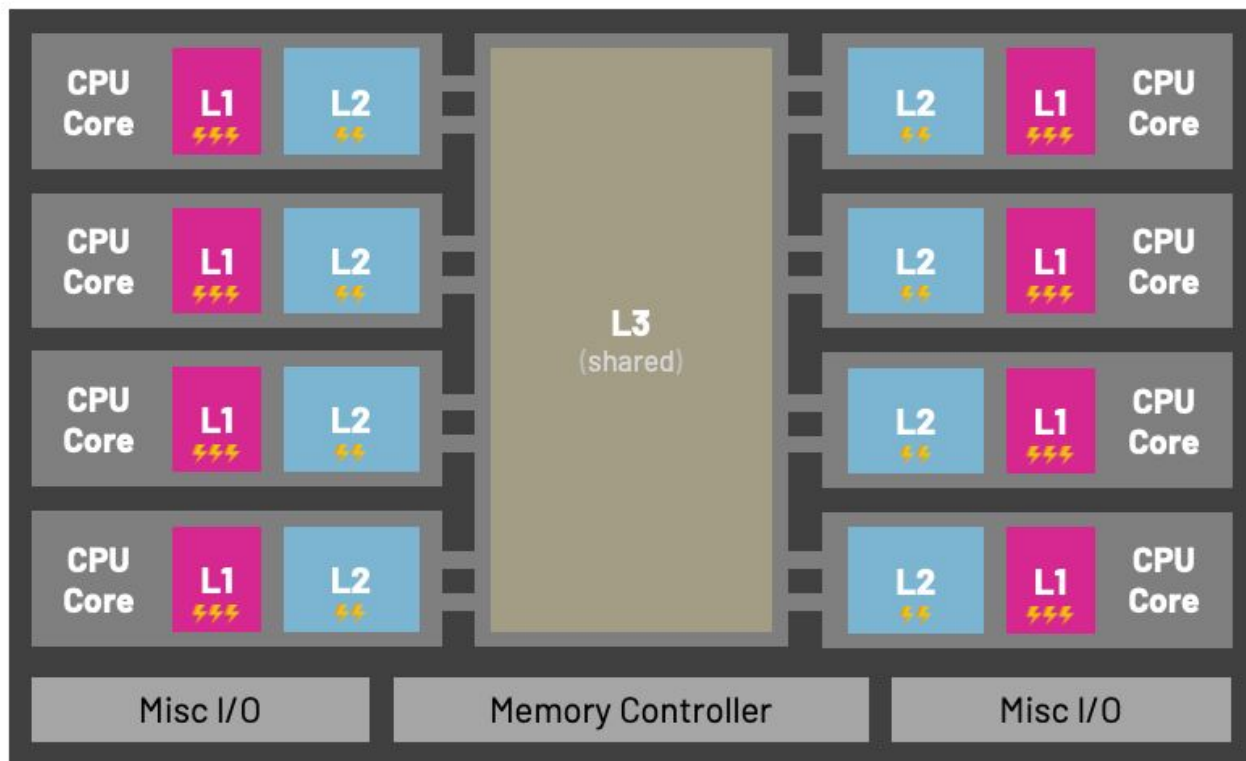 CPU
Core
L1
L2
CPU
Core
L1
L2
CPU
Core
L1
L2
CPU
Core
L1
L2
L3
(shared)
L2
L1
CPU
Core
L2
L1
CPU
Core
L2
L1
CPU
Core
L2
L1
CPU
Core
Misc I/O
Memory Controller
Misc I/O